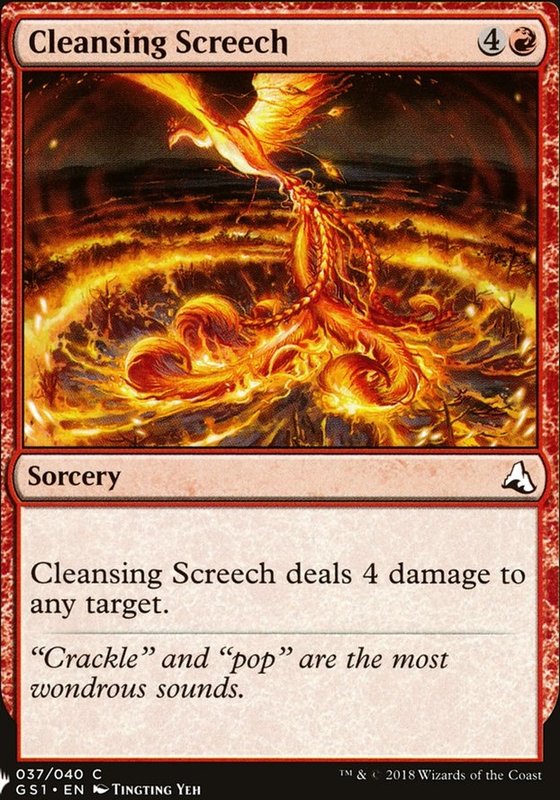 Cleansing Screech 4
Sorcery
Cleansing Screech deals 4 damage to
any target.
“Crackle” and “pop” are the most
wondrous sounds.
037/040 C
GS1 • EN Tingting Yeh
™ & © 2018 Wizards of the Coast